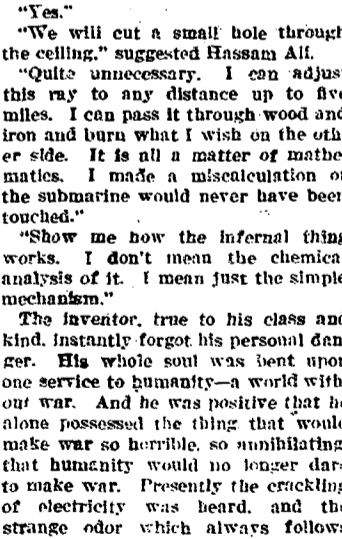 "Yes."
"We will cut a small hole through
the ceiling," suggested Hassam Ali.
"Quite unnecessary. I can adjus
this ray to any distance up to five
miles. I can pass it through wood and
iron and burn what I wish on the oth
er side. It is all a matter of mathe
matics. I made a miscalculation or
the submarine would never have been
touched."
"Show me how the infernal thing
works. I don't mean the chemica
analysis of it. I mean just the simple
mechanism."
The inventor, true to his class and
kind, instantly forgot his personal dan
ger. His whole soul was bent upon
one service to humanity—a world with
out war. And he was positive that he
alone possessed the thing that would
make war so horrible, so annihilating
that humanity would no longer dar
to make war. Presently the cracklin
of electricity was heard, and the
strange odor which always follows